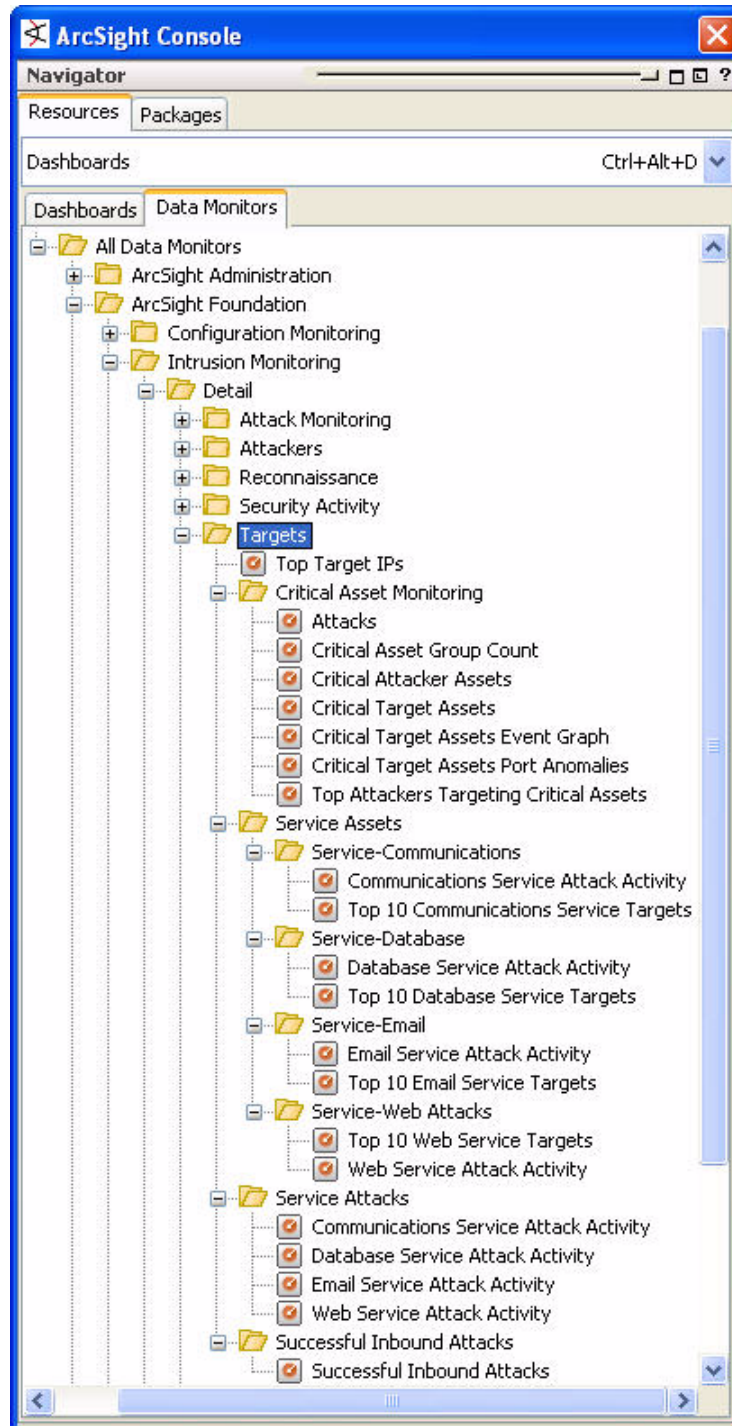 ArcSight Console
Navigator
?
Resources Packages
Dashboards Ctrl+Alt+D
Dashboards Data Monitors
All Data Monitors
ArcSight Administration
ArcSight Foundation
Configuration Monitoring
Intrusion Monitoring
Detail
Attack Monitoring
Attackers
Reconnaissance
Security Activity
Targets
Top Target IPs
Critical Asset Monitoring
Attacks
Critical Asset Group Count
Critical Attacker Assets
Critical Target Assets
Critical Target Assets Event Graph
Critical Target Assets Port Anomalies
Top Attackers Targeting Critical Assets
Service Assets
Service-Communications
Communications Service Attack Activity
Top 10 Communications Service Targets
Service-Database
Database Service Attack Activity
Top 10 Database Service Targets
Service-Email
Email Service Attack Activity
Top 10 Email Service Targets
Service-Web Attacks
Top 10 Web Service Targets
Web Service Attack Activity
Service Attacks
Communications Service Attack Activity
Database Service Attack Activity
Email Service Attack Activity
Web Service Attack Activity
Successful Inbound Attacks
Successful Inbound Attacks